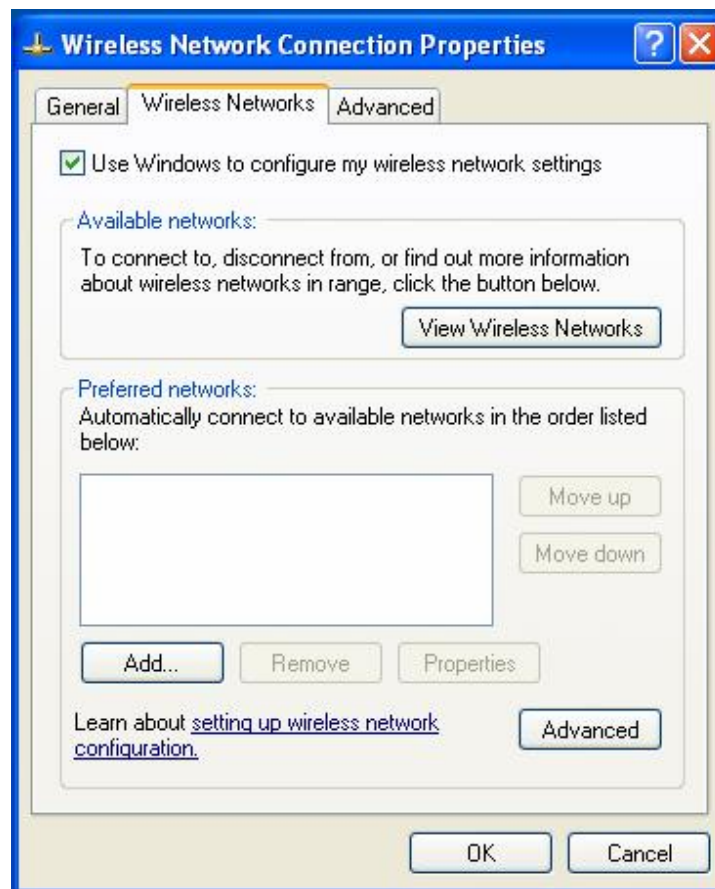 Wireless Network Connection Properties
General
Wireless Networks
Advanced
Use Windows to configure my wireless network settings
Available networks:
To connect to, disconnect from, or find out more information
about wireless networks in range, click the button below.
View Wireless Networks
Preferred networks:
Automatically connect to available networks in the order listed
below:
Move up
Move down
Add...
Remove
Properties
Learn about setting up wireless network
configuration.
Advanced
OK
Cancel